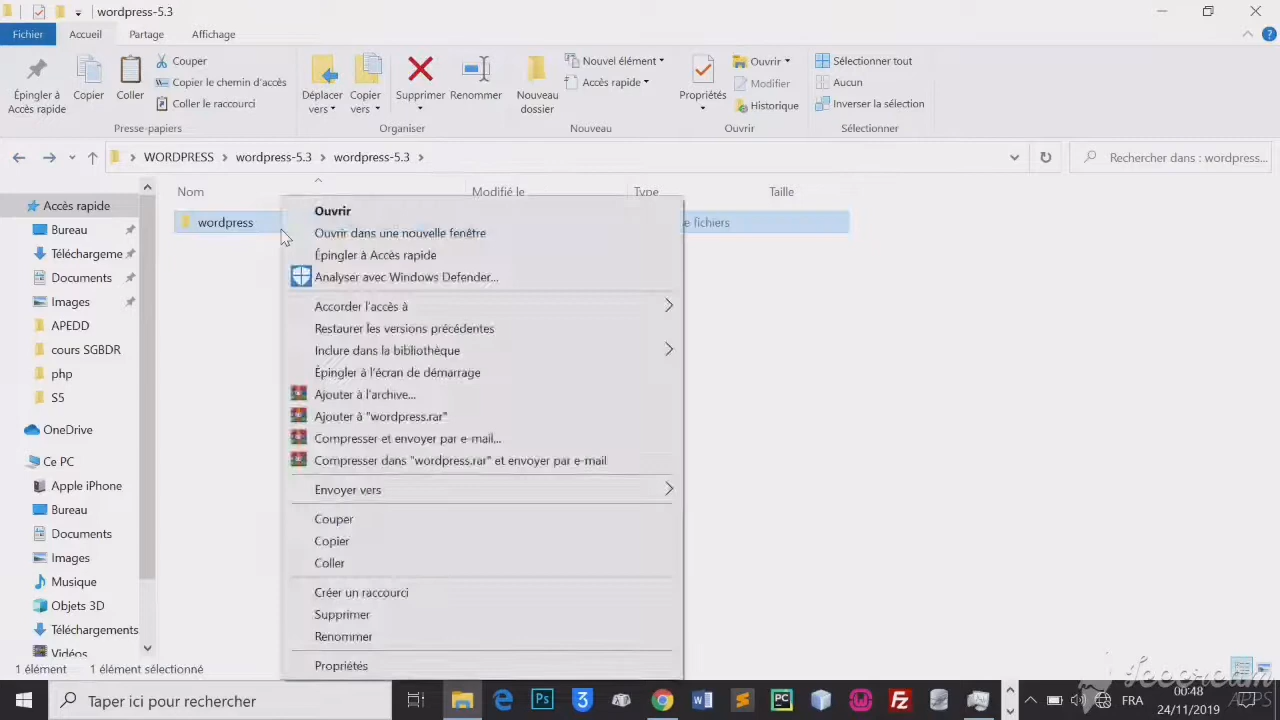 wordpress-5.3
Fichier Accueil Partage Affichage
Épingler à Accès rapide
Copier
Coller
Couper
Copier le chemin d'accès
Coller le raccourci
Presse-papiers
Déplacer vers
Copier vers
Supprimer
Renommer
Organiser
Nouveau dossier
Nouvel élément
Accès rapide
Nouveau
Propriétés
Ouvrir
Modifier
Historique
Ouvrir
Sélectionner tout
Aucun
Inverser la sélection
Sélectionner
WORDPRESS > wordpress-5.3 > wordpress-5.3 >
Rechercher dans : wordpress...
Nom Modifié le Type Taille
wordpress e fichiers
Accès rapide
Bureau
Téléchargeme
Documents
Images
APEDD
cours SGBDR
php
S5
OneDrive
Ce PC
Apple iPhone
Bureau
Documents
Images
Musique
Objets 3D
Téléchargements
Vidéos
Ouvrir
Ouvrir dans une nouvelle fenêtre
Épingler à Accès rapide
Analyser avec Windows Defender...
Accorder l'accès à
Restaurer les versions précédentes
Inclure dans la bibliothèque
Épingler à l'écran de démarrage
Ajouter à l'archive...
Ajouter à "wordpress.rar"
Compresser et envoyer par e-mail...
Compresser dans "wordpress.rar" et envoyer par e-mail
Envoyer vers
Couper
Copier
Coller
Créer un raccourci
Supprimer
Renommer
Propriétés
1 élément 1 élément sélectionné
Taper ici pour rechercher
Ps
3
PC
Fz
FRA
00:48
24/11/2019
Icecream
APPS